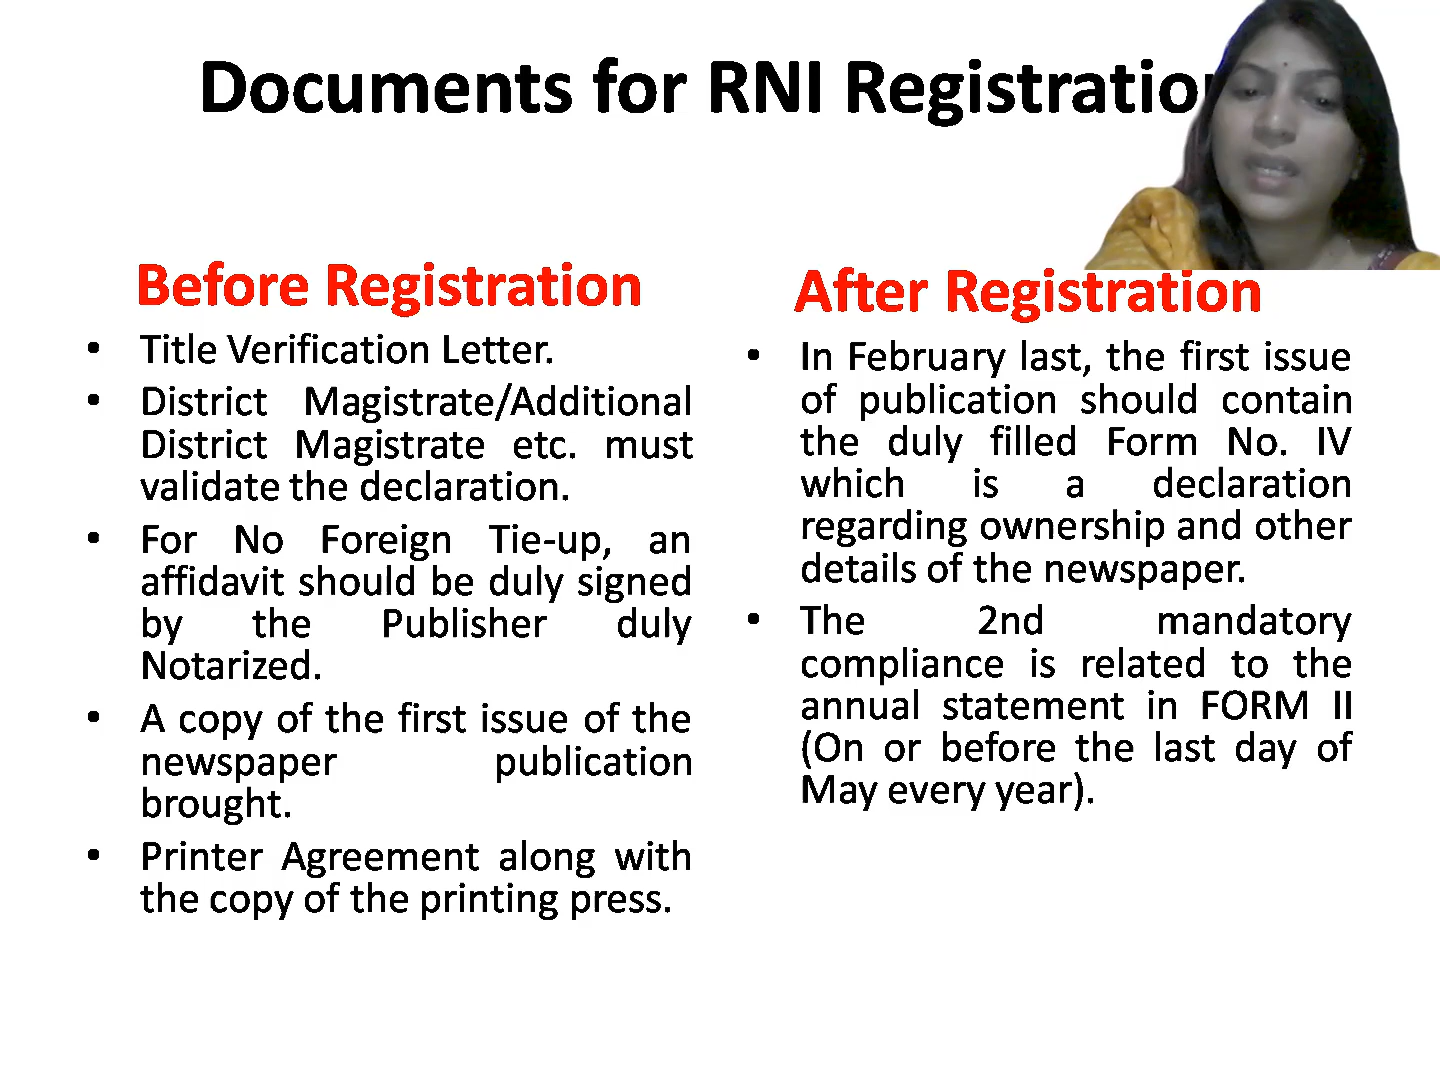 Documents for RNI Registration
Before Registration
• Title Verification Letter.
• District Magistrate/Additional
District Magistrate etc. must
validate the declaration.
• For No Foreign Tie-up, an
affidavit should be duly signed
by the Publisher duly
Notarized.
• A copy of the first issue of the
newspaper publication
brought.
• Printer Agreement along with
the copy of the printing press.
After Registration
• In February last, the first issue
of publication should contain
the duly filled Form No. IV
which is a declaration
regarding ownership and other
details of the newspaper.
• The 2nd mandatory
compliance is related to the
annual statement in FORM II
(On or before the last day of
May every year).